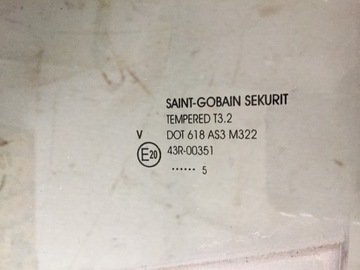 SAINT-GOBAIN SEKURIT
TEMPERED T3.2
V DOT 618 AS3 M322
E20 43R-00351
...... 5